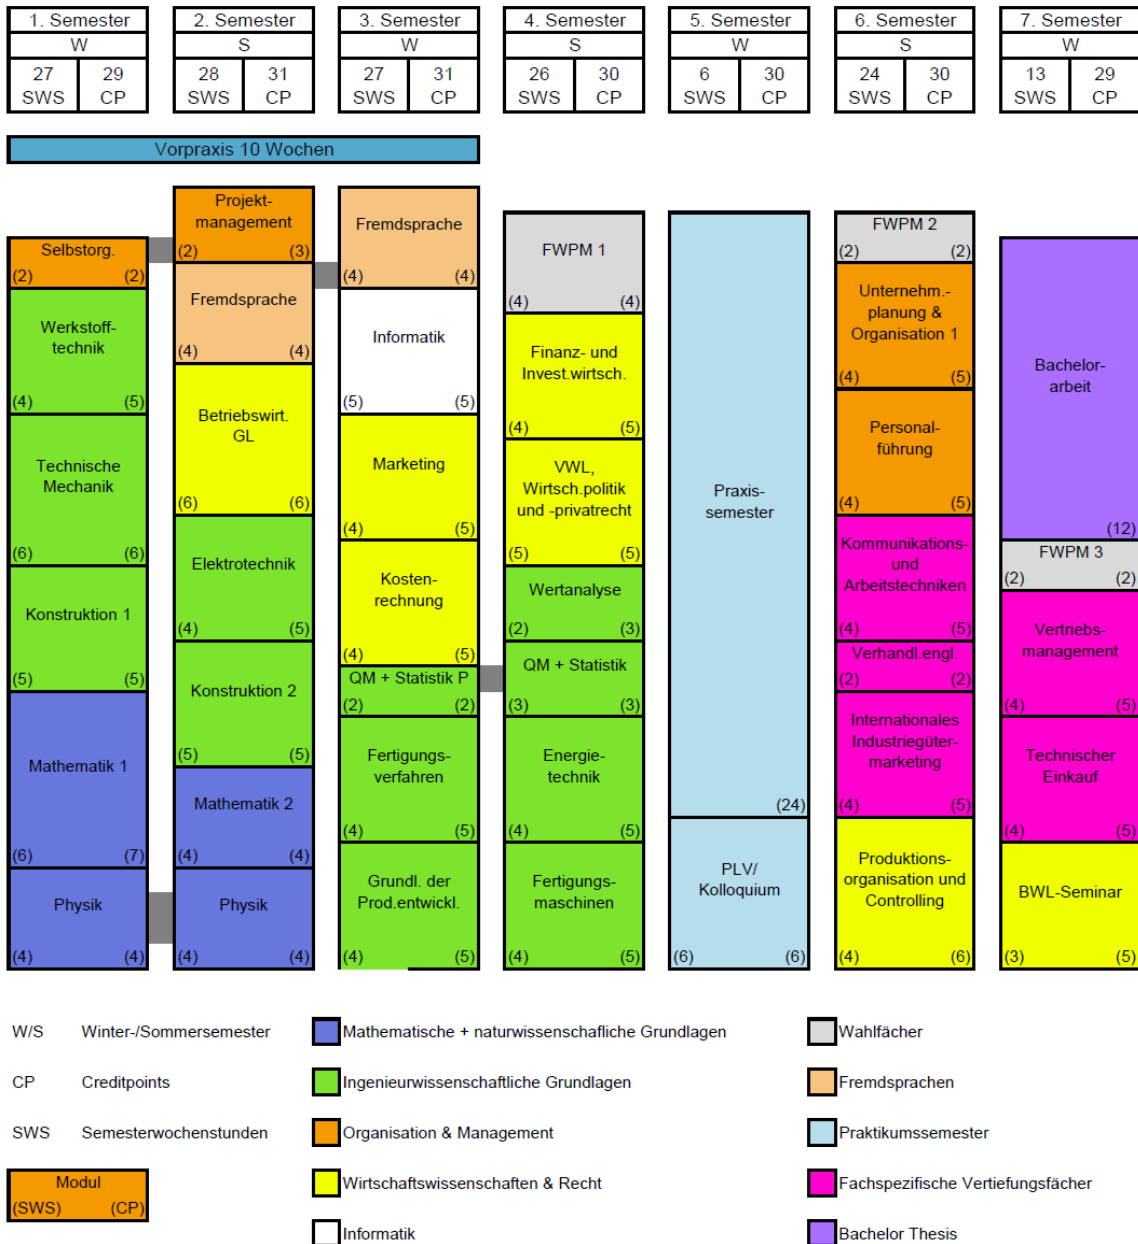 1. Semester
W
27 29
SWS CP
2. Semester
S
28 31
SWS CP
3. Semester
W
27 31
SWS CP
4. Semester
S
26 30
SWS CP
5. Semester
W
6 30
SWS CP
6. Semester
S
24 30
SWS CP
7. Semester
W
13 29
SWS CP
Vorpraxis 10 Wochen
Selbstorg.
(2) (2)
Werkstoff-
technik
(4) (5)
Technische
Mechanik
(6) (6)
Konstruktion 1
(5) (5)
Mathematik 1
(6) (7)
Physik
(4) (4)
Projekt-
management
(2) (3)
Fremdsprache
(4) (4)
Betriebswirt.
GL
(6) (6)
Elektrotechnik
(4) (5)
Konstruktion 2
(5) (5)
Mathematik 2
(4) (4)
Physik
(4) (4)
Fremdsprache
(4) (4)
Informatik
(5) (5)
Marketing
(4) (5)
Kosten-
rechnung
(4) (5)
QM + Statistik P
(2) (2)
Fertigungs-
verfahren
(4) (5)
Grundl. der
Prod.entwickl.
(4) (5)
FWPM 1
(4) (4)
Finanz- und
Invest.wirtsch.
(4) (5)
VWL,
Wirtsch.politik
und -privatrecht
(5) (5)
Wertanalyse
(2) (3)
QM + Statistik
(3) (3)
Energie-
technik
(4) (5)
Fertigungs-
maschinen
(4) (5)
Praxis-
semester
(24)
PLV/
Kolloquium
(6) (6)
FWPM 2
(2) (2)
Unternehm.-
planung &
Organisation 1
(4) (5)
Personal-
führung
(4) (5)
Kommunikations-
und
Arbeitstechniken
(4) (5)
Verhandl.engl.
(2) (2)
Internationales
Industriegüter-
marketing
(4) (5)
Produktions-
organisation und
Controlling
(4) (6)
Bachelor-
arbeit
(12)
FWPM 3
(2) (2)
Vertriebs-
management
(4) (5)
Technischer
Einkauf
(4) (5)
BWL-Seminar
(3) (5)
W/S Winter-/Sommersemester
CP Creditpoints
SWS Semesterwochenstunden
Modul
(SWS) (CP)
Mathematische + naturwissenschafliche Grundlagen
Ingenieurwissenschaftliche Grundlagen
Organisation & Management
Wirtschaftswissenschaften & Recht
Informatik
Wahlfächer
Fremdsprachen
Praktikumssemester
Fachspezifische Vertiefungsfächer
Bachelor Thesis